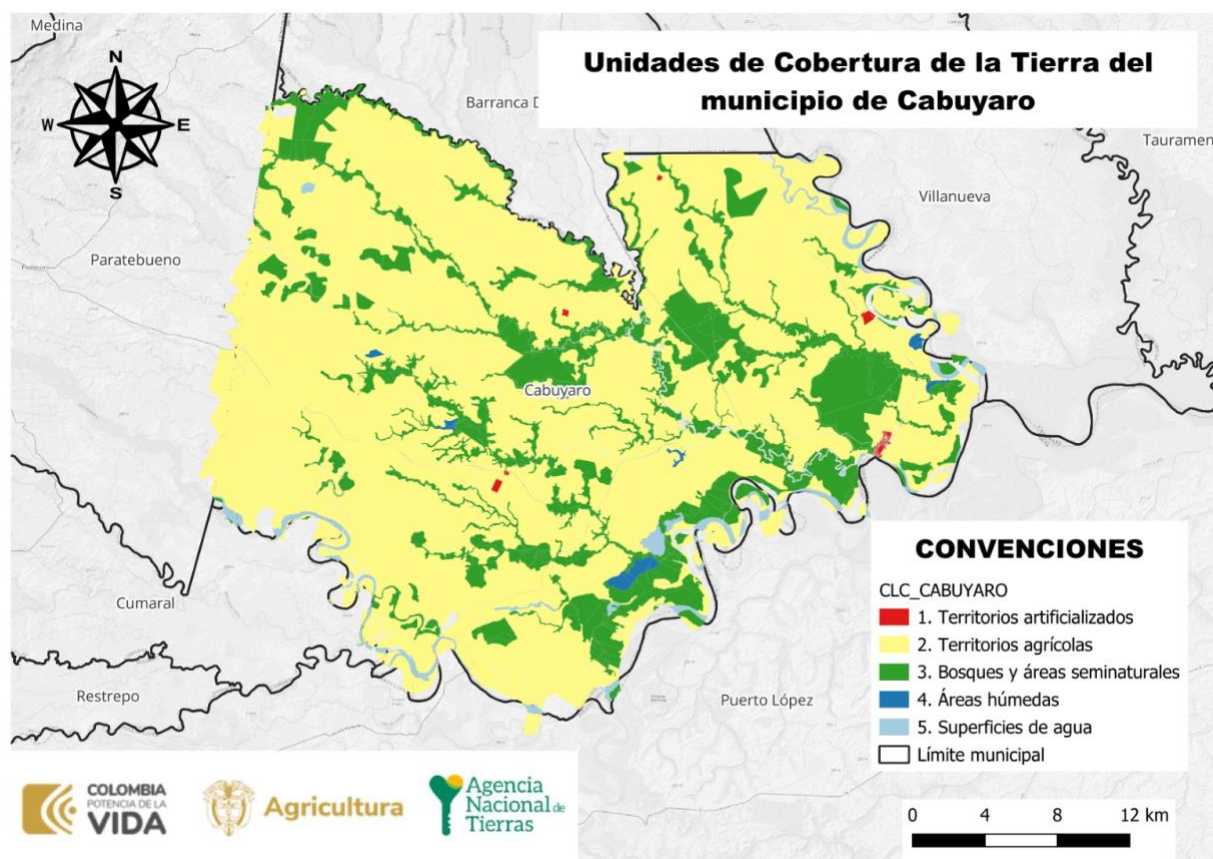 Medina
Unidades de Cobertura de la Tierra del
municipio de Cabuyaro
N
W
E
S
Barranca D
Tauramen
Villanueva
Paratebueno
Cabuyaro
Cumaral
Restrepo
Puerto López
CONVENCIONES
CLC_CABUYARO
1. Territorios artificializados
2. Territorios agrícolas
3. Bosques y áreas seminaturales
4. Áreas húmedas
5. Superficies de agua
Límite municipal
COLOMBIA
POTENCIA DE LA
VIDA
Agricultura
Agencia
Nacional de
Tierras
0 4 8 12 km